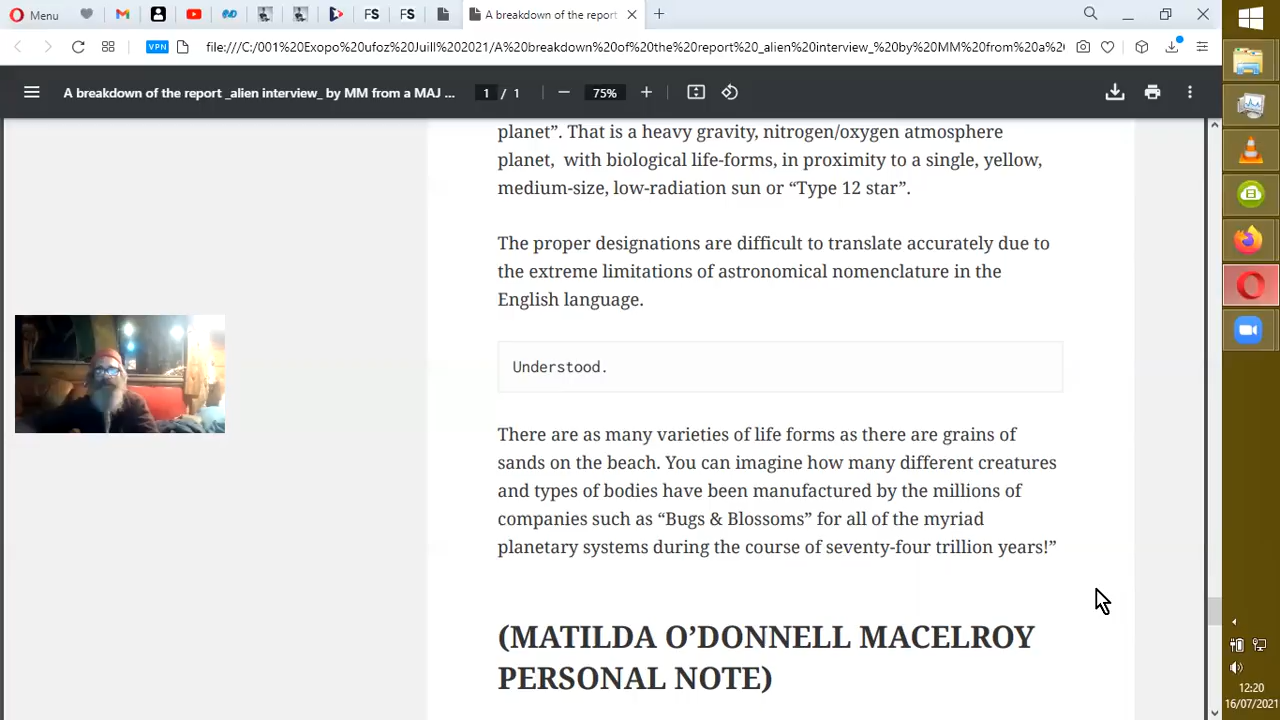 Menu
FS
FS
A breakdown of the report
VPN
file:///C:/001%20Exopo%20ufoz%20Juill%202021/A%20breakdown%20of%20the%20report%20_alien%20interview_%20by%20MM%20from%20a%20
A breakdown of the report _alien interview_ by MM from a MAJ ...
1 / 1
75%
planet”. That is a heavy gravity, nitrogen/oxygen atmosphere
planet, with biological life-forms, in proximity to a single, yellow,
medium-size, low-radiation sun or “Type 12 star”.
The proper designations are difficult to translate accurately due to
the extreme limitations of astronomical nomenclature in the
English language.
Understood.
There are as many varieties of life forms as there are grains of
sands on the beach. You can imagine how many different creatures
and types of bodies have been manufactured by the millions of
companies such as “Bugs & Blossoms” for all of the myriad
planetary systems during the course of seventy-four trillion years!”
(MATILDA O’DONNELL MACELROY
PERSONAL NOTE)
12:20
16/07/2021